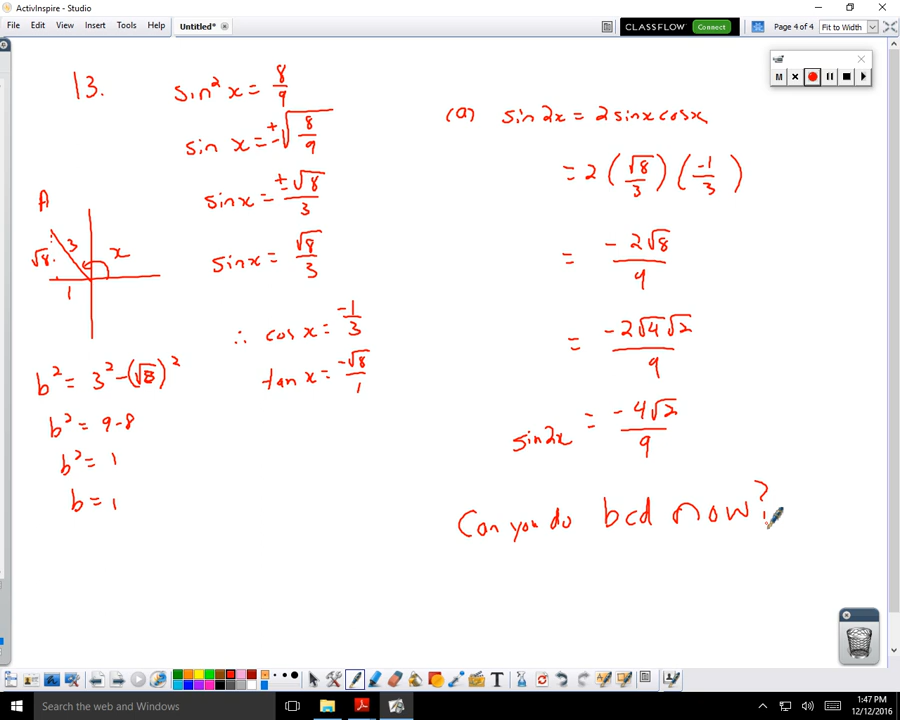 ActivInspire - Studio
File Edit View Insert Tools Help Untitled*
CLASSFLOW Connect Page 4 of 4 Fit to Width
M
13.
sin² x = 8/9
sin x = ±√(8/9)
sin x = ±√8/3
sin x = √8/3
∴ cos x = -1/3
tan x = -√8/1
A
√8 3 x
1
b² = 3² - (√8)²
b² = 9-8
b² = 1
b = 1
(a) sin 2x = 2 sin x cos x
= 2 (√8/3) (-1/3)
= -2√8/9
= -2√4√2/9
sin 2x = -4√2/9
Can you do bcd now?
Search the web and Windows
1:47 PM
12/12/2016